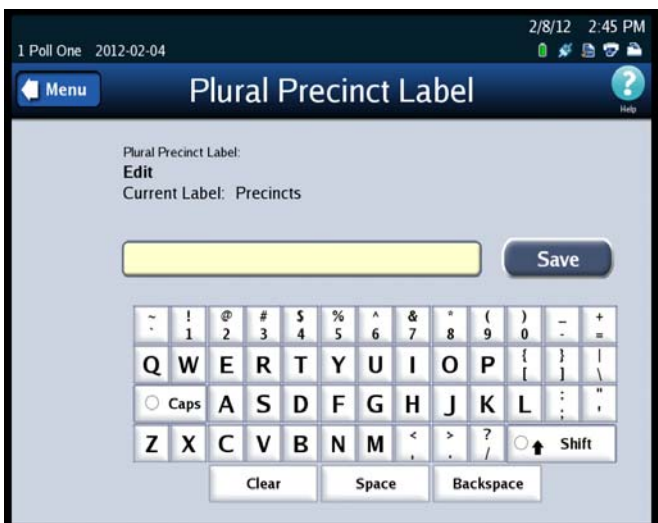 2/8/12 2:45 PM
1 Poll One 2012-02-04
Menu Plural Precinct Label Help
Plural Precinct Label:
Edit
Current Label: Precincts
Save
~ ! @ # $ % ^ & * ( ) _ +
` 1 2 3 4 5 6 7 8 9 0 - =
Q W E R T Y U I O P { } |
[ ] \
Caps A S D F G H J K L : "
; '
Z X C V B N M < > ? Shift
, . /
Clear Space Backspace